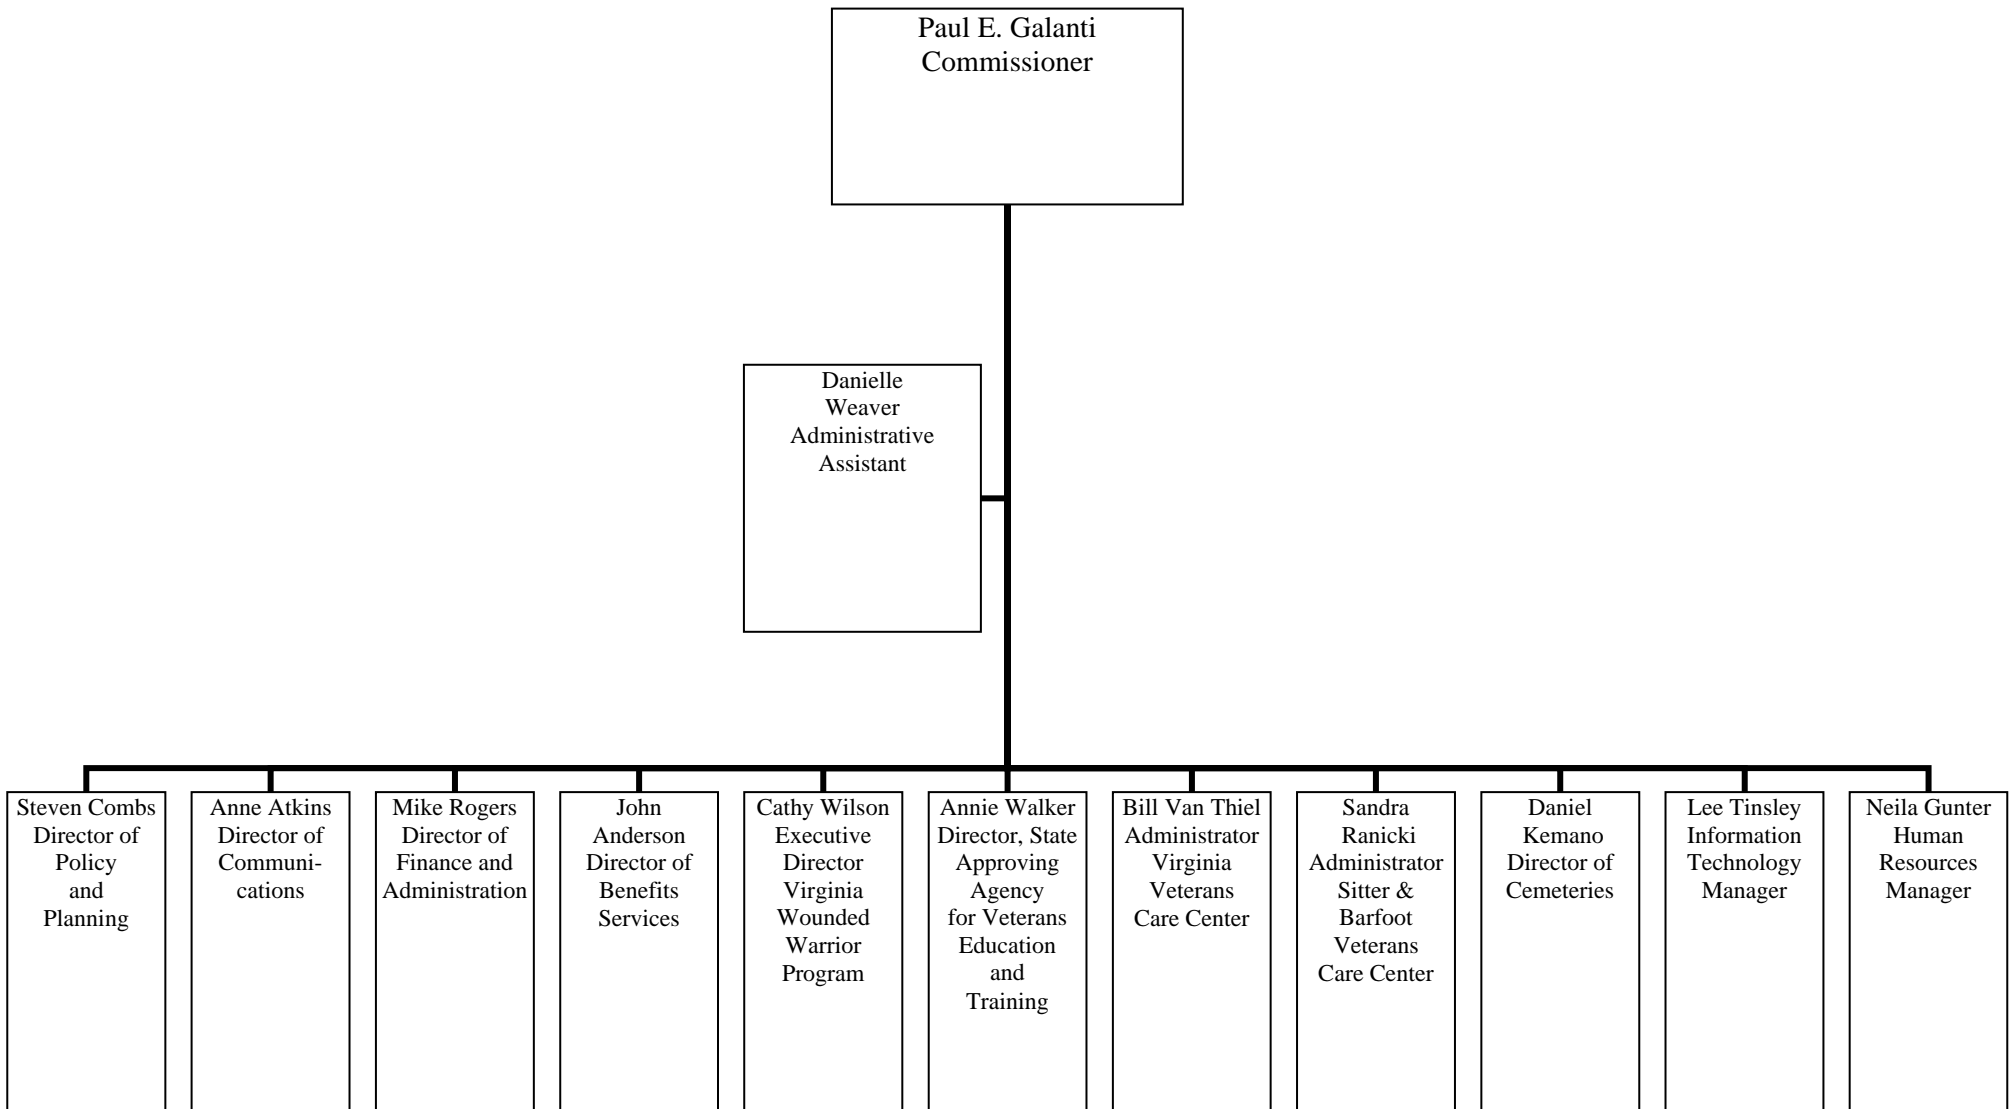 Paul E. Galanti
Commissioner
Danielle
Weaver
Administrative
Assistant
Steven Combs
Director of
Policy
and
Planning
Anne Atkins
Director of
Communi-
cations
Mike Rogers
Director of
Finance and
Administration
John
Anderson
Director of
Benefits
Services
Cathy Wilson
Executive
Director
Virginia
Wounded
Warrior
Program
Annie Walker
Director, State
Approving
Agency
for Veterans
Education
and
Training
Bill Van Thiel
Administrator
Virginia
Veterans
Care Center
Sandra
Ranicki
Administrator
Sitter &
Barfoot
Veterans
Care Center
Daniel
Kemano
Director of
Cemeteries
Lee Tinsley
Information
Technology
Manager
Neila Gunter
Human
Resources
Manager